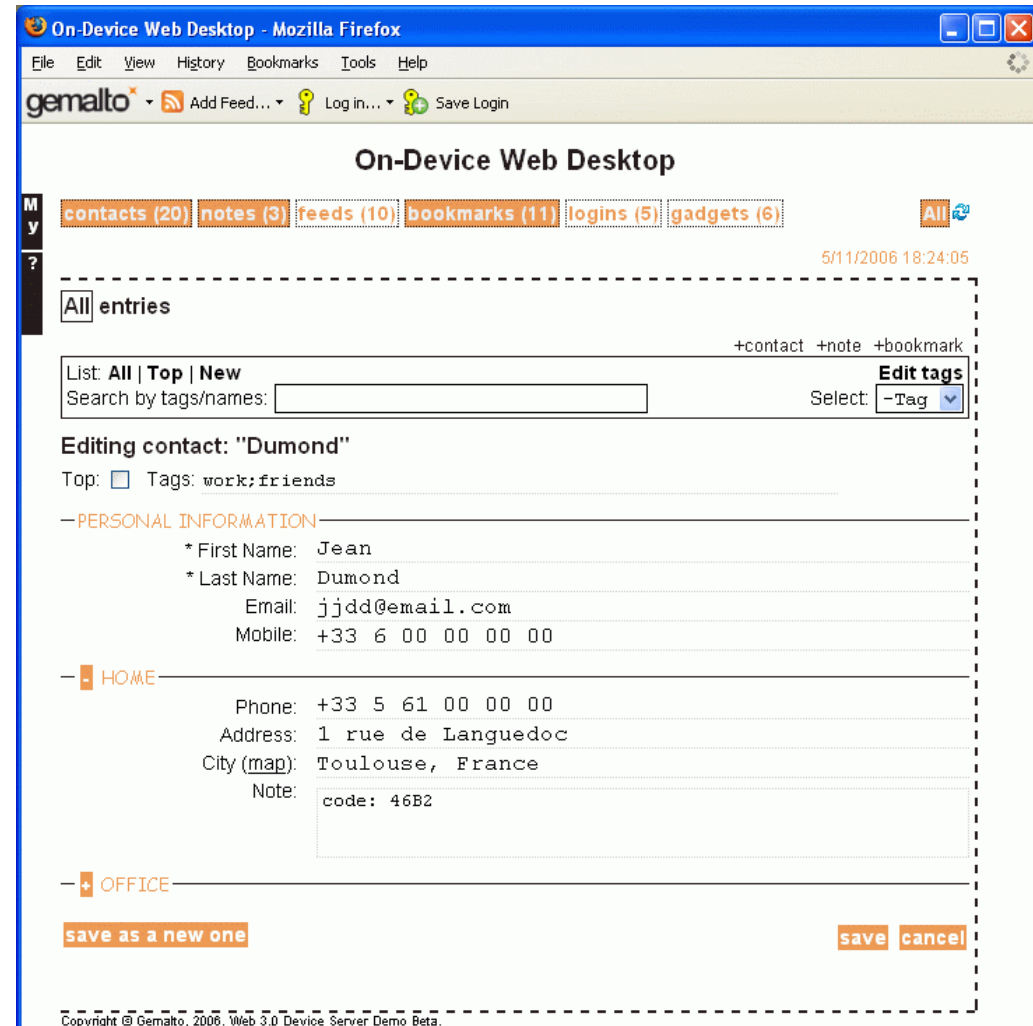 On-Device Web Desktop - Mozilla Firefox
File Edit View History Bookmarks Tools Help
gemalto Add Feed... Log in... Save Login
On-Device Web Desktop
My
contacts (20) notes (3) feeds (10) bookmarks (11) logins (5) gadgets (6) All
?
5/11/2006 18:24:05
All entries
+contact +note +bookmark
List: All | Top | New Edit tags
Search by tags/names: Select: -Tag
Editing contact: "Dumond"
Top: Tags: work;friends
PERSONAL INFORMATION
* First Name: Jean
* Last Name: Dumond
Email: jjdd@email.com
Mobile: +33 6 00 00 00 00
- HOME
Phone: +33 5 61 00 00 00
Address: 1 rue de Languedoc
City (map): Toulouse, France
Note: code: 46B2
+ OFFICE
save as a new one save cancel
Copyright © Gemalto, 2006. Web 3.0 Device Server Demo Beta.